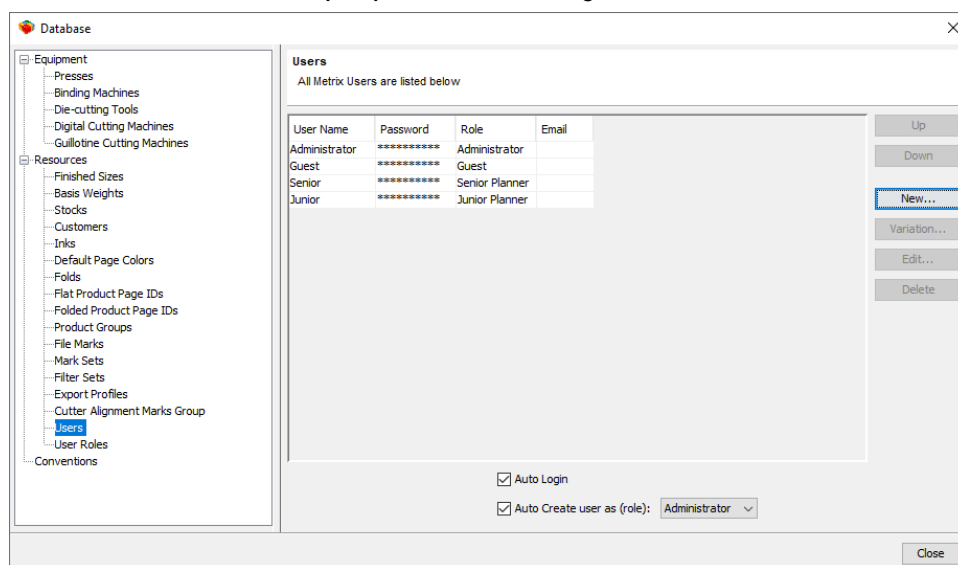 Database
Equipment
Presses
Binding Machines
Die-cutting Tools
Digital Cutting Machines
Guillotine Cutting Machines
Resources
Finished Sizes
Basis Weights
Stocks
Customers
Inks
Default Page Colors
Folds
Flat Product Page IDs
Folded Product Page IDs
Product Groups
File Marks
Mark Sets
Filter Sets
Export Profiles
Cutter Alignment Marks Group
Users
User Roles
Conventions
Users
All Metrix Users are listed below
User Name Password Role Email
Administrator ********** Administrator
Guest ********** Guest
Senior ********** Senior Planner
Junior ********** Junior Planner
Up
Down
New...
Variation...
Edit...
Delete
Auto Login
Auto Create user as (role): Administrator
Close